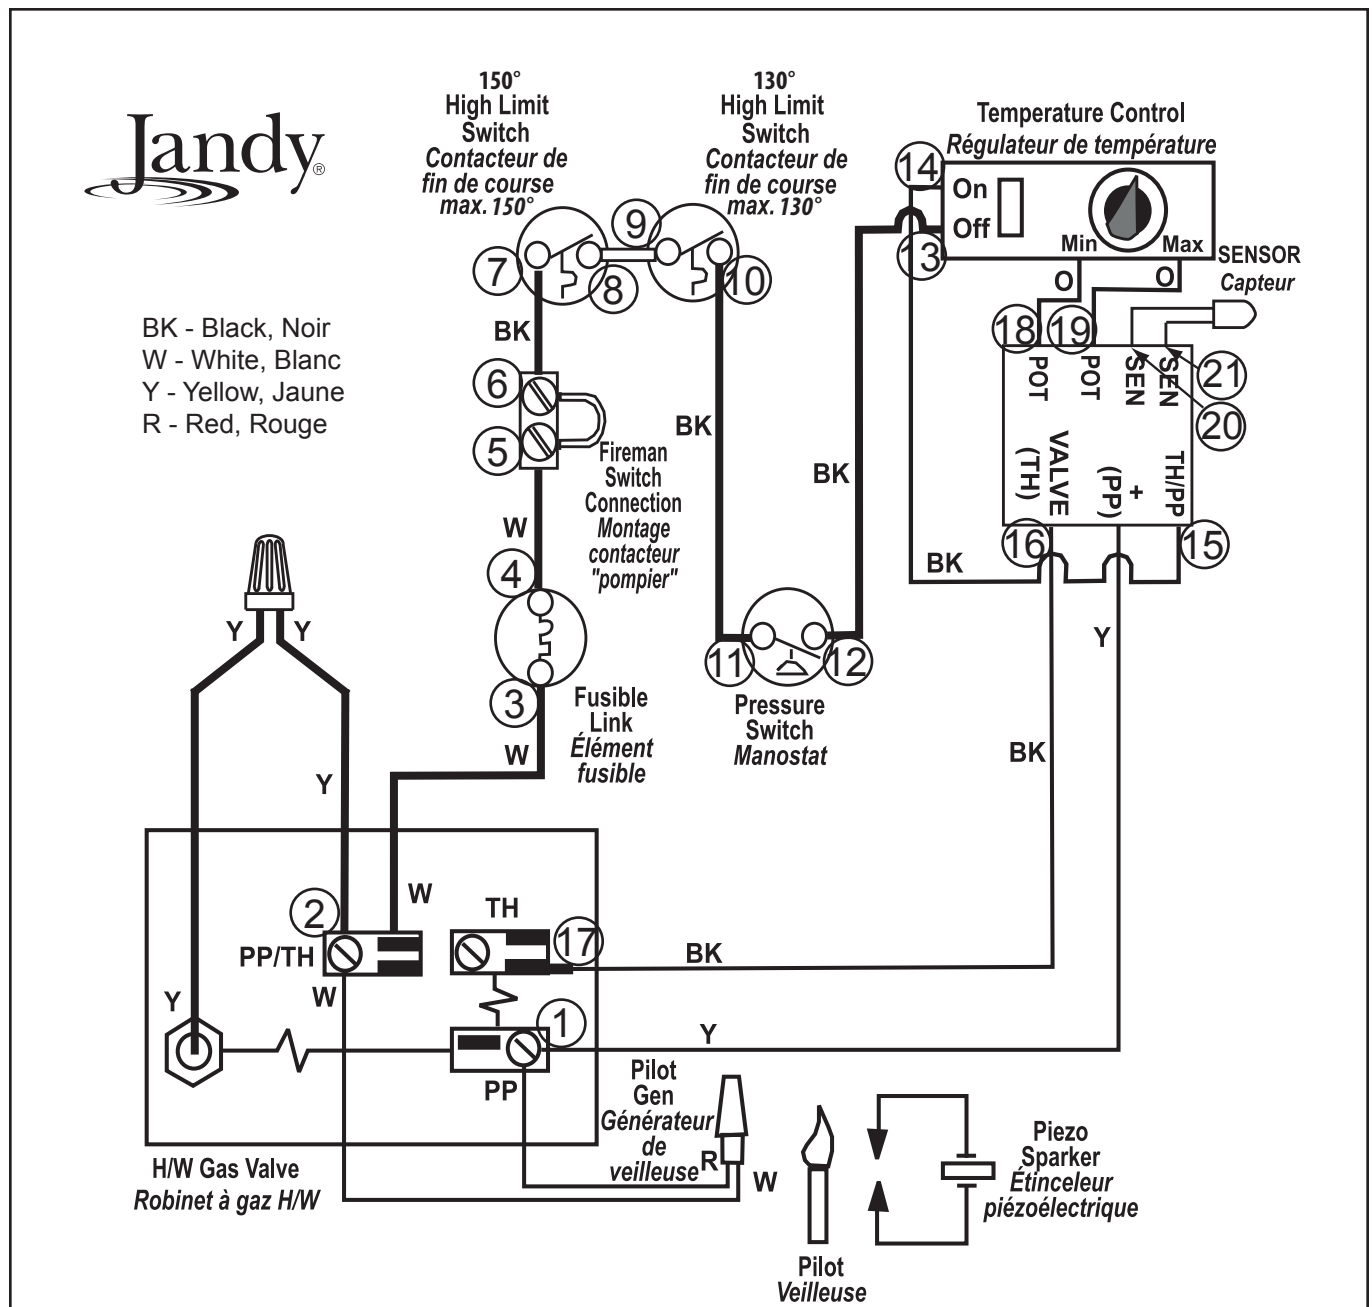 Jandy®
150°
High Limit
Switch
Contacteur de
fin de course
max. 150°
130°
High Limit
Switch
Contacteur de
fin de course
max. 130°
Temperature Control
Régulateur de température
14
On
Off
13
Min
Max
O
O
SENSOR
Capteur
9
7
8
10
BK - Black, Noir
W - White, Blanc
Y - Yellow, Jaune
R - Red, Rouge
BK
6
5
Fireman
Switch
Connection
Montage
contacteur
"pompier"
W
4
BK
BK
18
19
POT
POT
SEN
SEN
21
20
VALVE
(TH)
+
(PP)
TH/PP
16
15
BK
Y
Y
Y
3
Fusible
Link
Élément
fusible
W
11
12
Pressure
Switch
Manostat
BK
Y
W
2
PP/TH
W
TH
17
BK
Y
1
PP
Y
H/W Gas Valve
Robinet à gaz H/W
Pilot
Gen
Générateur
de
veilleuse
R
W
Pilot
Veilleuse
Piezo
Sparker
Étinceleur
piézoélectrique